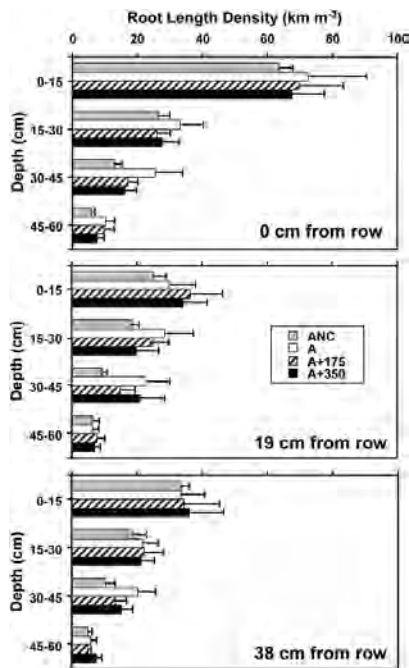 Root Length Density (km m⁻³)
0 20 40 60 80 100
Depth (cm)
0-15
15-30
30-45
45-60
0 cm from row
Depth (cm)
0-15
15-30
30-45
45-60
ANC
A
A+175
A+350
19 cm from row
Depth (cm)
0-15
15-30
30-45
45-60
38 cm from row